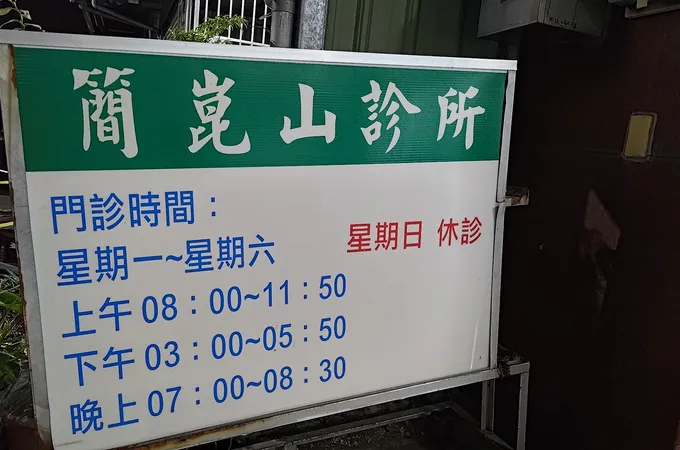 簡崑山診所
門診時間：
星期一~星期六
星期日 休診
上午 08：00~11：50
下午 03：00~05：50
晚上 07：00~08：30